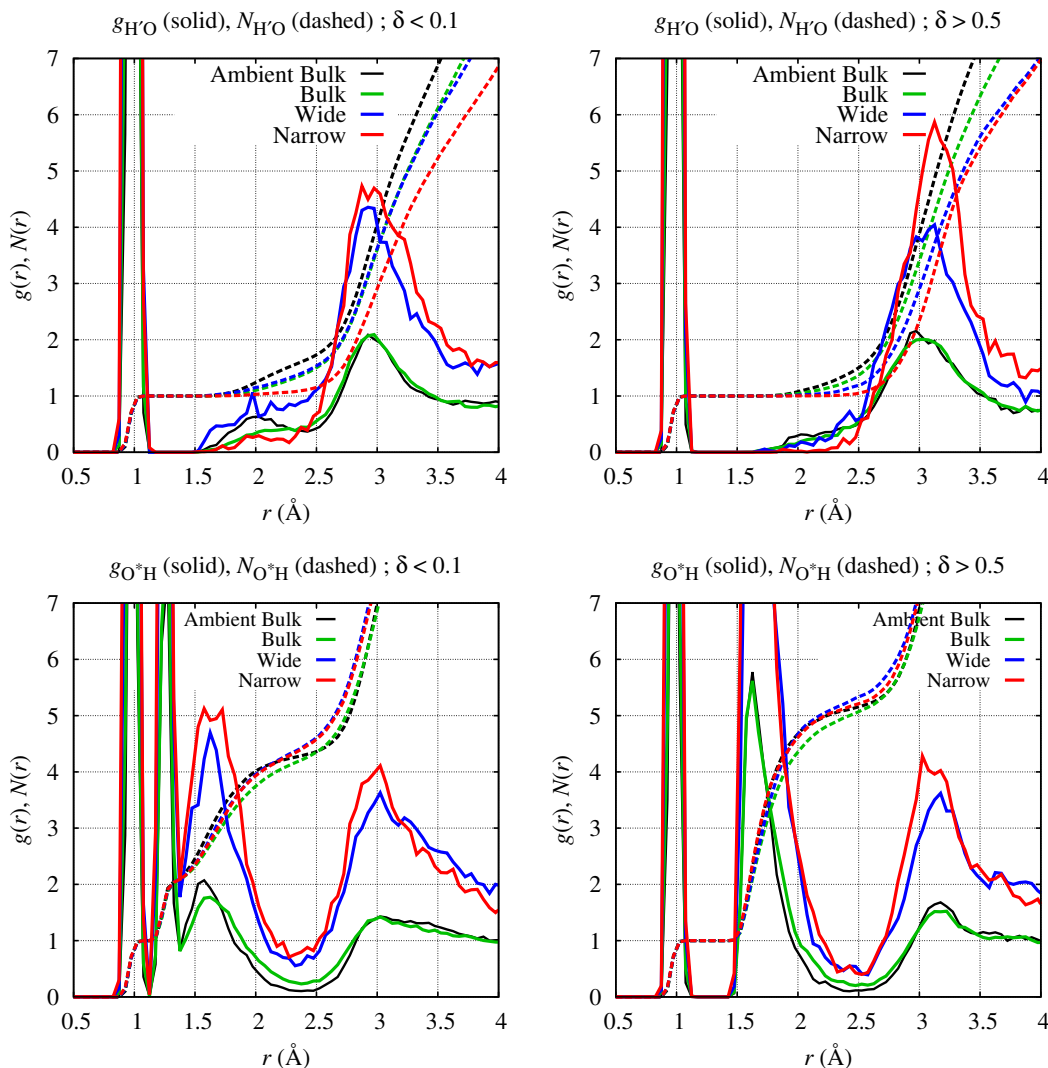 g_H′O (solid), N_H′O (dashed) ; δ < 0.1
7
6
5
4
3
2
1
0
g(r), N(r)
Ambient Bulk
Bulk
Wide
Narrow
0.5 1 1.5 2 2.5 3 3.5 4
r (Å)
g_H′O (solid), N_H′O (dashed) ; δ > 0.5
7
6
5
4
3
2
1
0
g(r), N(r)
Ambient Bulk
Bulk
Wide
Narrow
0.5 1 1.5 2 2.5 3 3.5 4
r (Å)
g_O*H (solid), N_O*H (dashed) ; δ < 0.1
7
6
5
4
3
2
1
0
g(r), N(r)
Ambient Bulk
Bulk
Wide
Narrow
0.5 1 1.5 2 2.5 3 3.5 4
r (Å)
g_O*H (solid), N_O*H (dashed) ; δ > 0.5
7
6
5
4
3
2
1
0
g(r), N(r)
Ambient Bulk
Bulk
Wide
Narrow
0.5 1 1.5 2 2.5 3 3.5 4
r (Å)